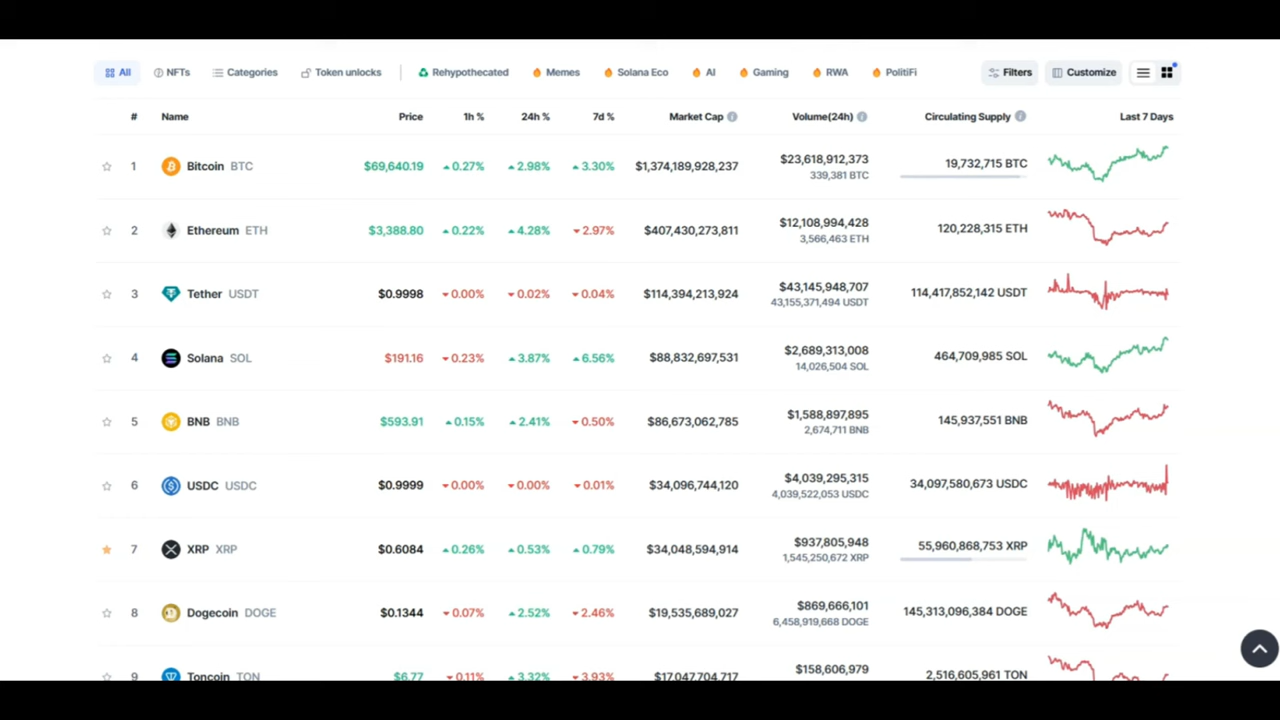 All NFTs Categories Token unlocks Rehypothecated Memes Solana Eco AI Gaming RWA PolitiFi Filters Customize
# Name Price 1h % 24h % 7d % Market Cap Volume(24h) Circulating Supply Last 7 Days
1 Bitcoin BTC $69,640.19 0.27% 2.98% 3.30% $1,374,189,928,237 $23,618,912,373 19,732,715 BTC
339,381 BTC
2 Ethereum ETH $3,388.80 0.22% 4.28% 2.97% $407,430,273,811 $12,108,994,428 120,228,315 ETH
3,566,463 ETH
3 Tether USDT $0.9998 0.00% 0.02% 0.04% $114,394,213,924 $43,145,948,707 114,417,852,142 USDT
43,155,371,494 USDT
4 Solana SOL $191.16 0.23% 3.87% 6.56% $88,832,697,531 $2,689,313,008 464,709,985 SOL
14,026,504 SOL
5 BNB BNB $593.91 0.15% 2.41% 0.50% $86,673,062,785 $1,588,897,895 145,937,551 BNB
2,674,711 BNB
6 USDC USDC $0.9999 0.00% 0.00% 0.01% $34,096,744,120 $4,039,295,315 34,097,580,673 USDC
4,039,522,053 USDC
7 XRP XRP $0.6084 0.26% 0.53% 0.79% $34,048,594,914 $937,805,948 55,960,868,753 XRP
1,545,250,672 XRP
8 Dogecoin DOGE $0.1344 0.07% 2.52% 2.46% $19,535,689,027 $869,666,101 145,313,096,384 DOGE
6,458,919,668 DOGE
9 Toncoin TON $6.77 0.11% 3.32% 3.93% $17,047,704,717 $158,606,979 2,516,605,961 TON